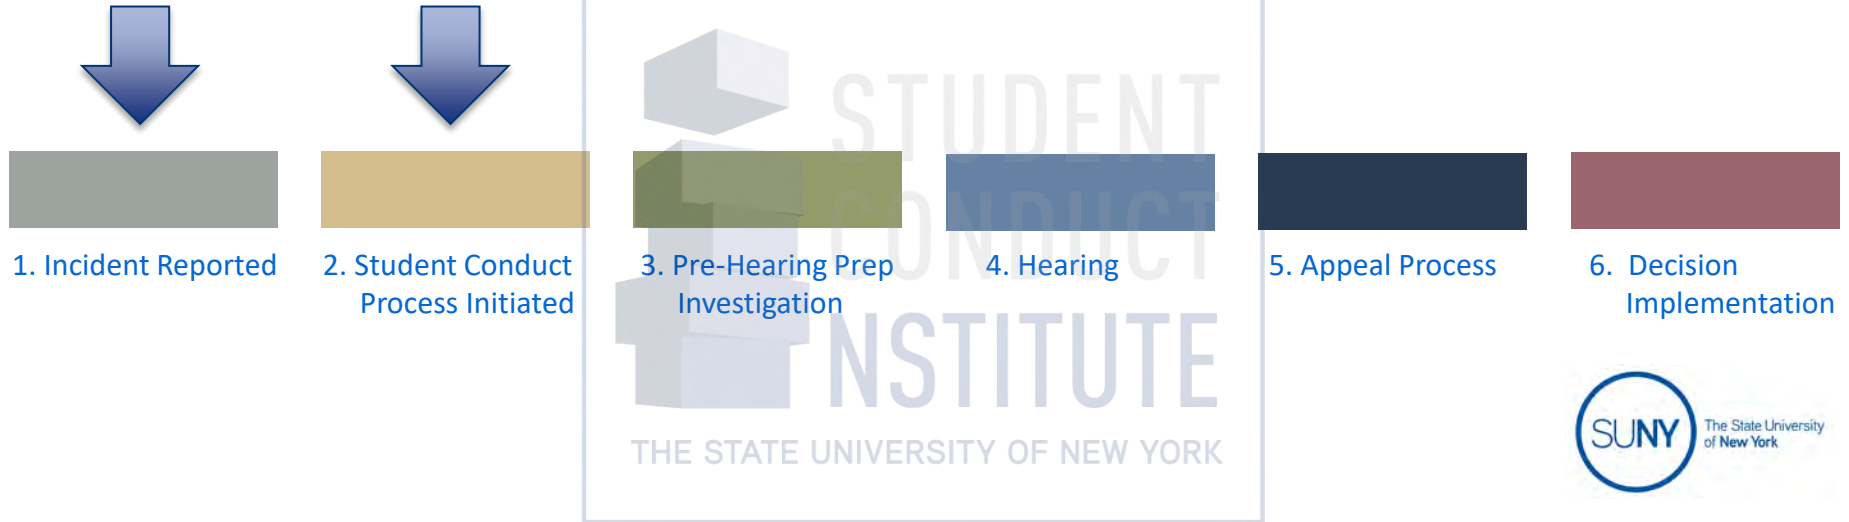 STUDENT
CONDUCT
1. Incident Reported
2. Student Conduct
Process Initiated
3. Pre-Hearing Prep
Investigation
4. Hearing
5. Appeal Process
6. Decision
Implementation
INSTITUTE
THE STATE UNIVERSITY OF NEW YORK
SUNY
The State University
of New York